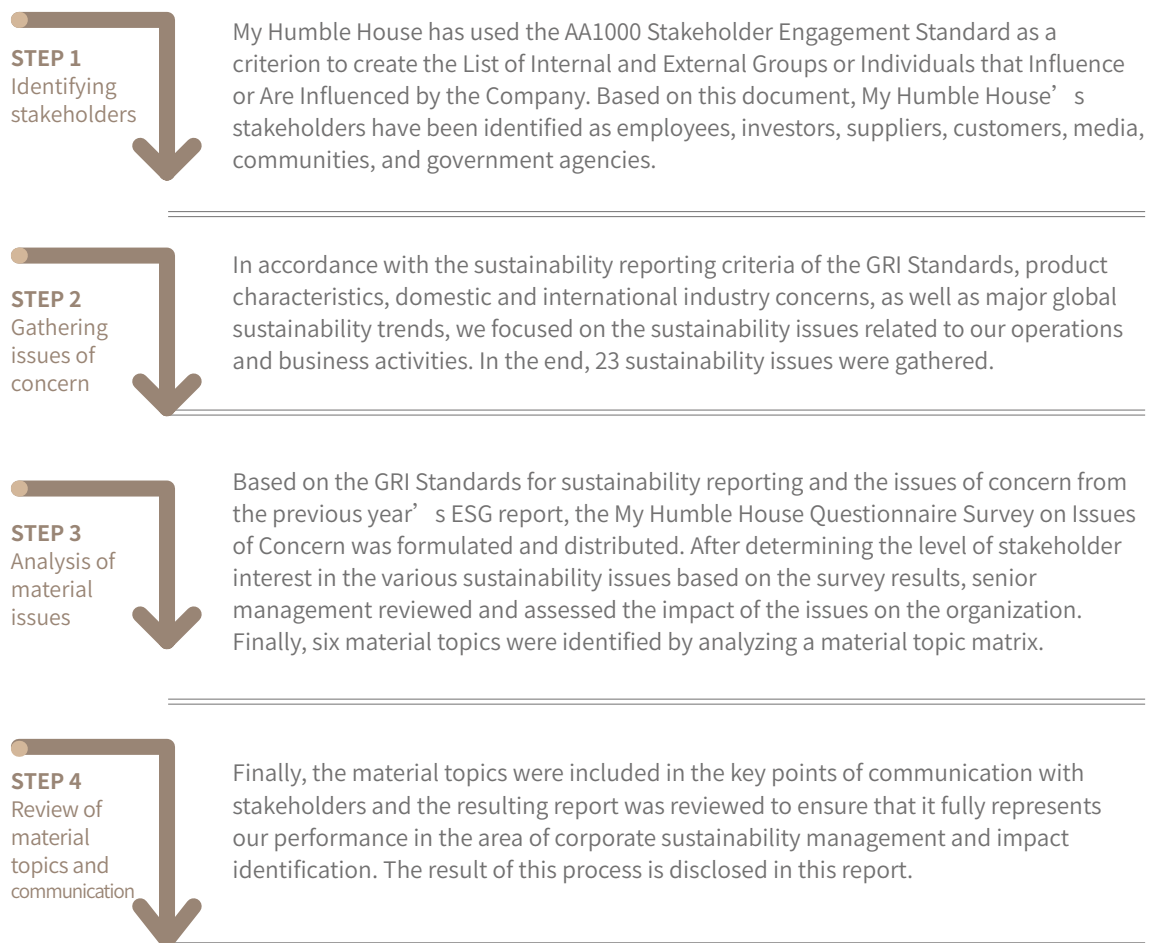 STEP 1
Identifying
stakeholders
My Humble House has used the AA1000 Stakeholder Engagement Standard as a
criterion to create the List of Internal and External Groups or Individuals that Influence
or Are Influenced by the Company. Based on this document, My Humble House’ s
stakeholders have been identified as employees, investors, suppliers, customers, media,
communities, and government agencies.
STEP 2
Gathering
issues of
concern
In accordance with the sustainability reporting criteria of the GRI Standards, product
characteristics, domestic and international industry concerns, as well as major global
sustainability trends, we focused on the sustainability issues related to our operations
and business activities. In the end, 23 sustainability issues were gathered.
STEP 3
Analysis of
material
issues
Based on the GRI Standards for sustainability reporting and the issues of concern from
the previous year’ s ESG report, the My Humble House Questionnaire Survey on Issues
of Concern was formulated and distributed. After determining the level of stakeholder
interest in the various sustainability issues based on the survey results, senior
management reviewed and assessed the impact of the issues on the organization.
Finally, six material topics were identified by analyzing a material topic matrix.
STEP 4
Review of
material
topics and
communication
Finally, the material topics were included in the key points of communication with
stakeholders and the resulting report was reviewed to ensure that it fully represents
our performance in the area of corporate sustainability management and impact
identification. The result of this process is disclosed in this report.